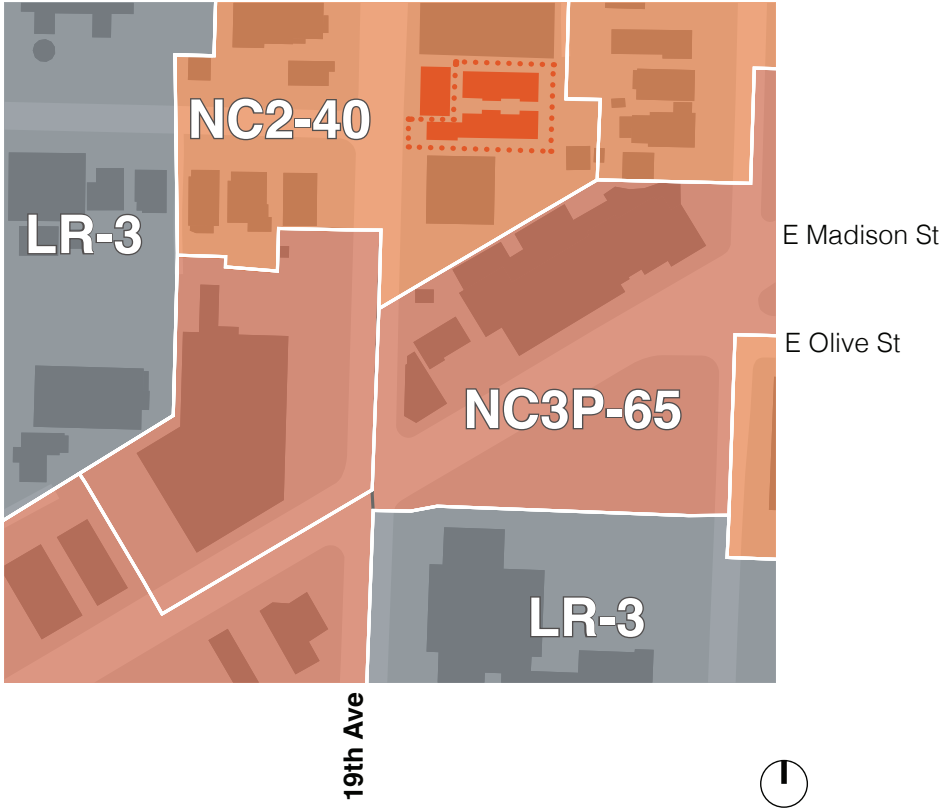 NC2-40
LR-3
E Madison St
E Olive St
NC3P-65
LR-3
19th Ave